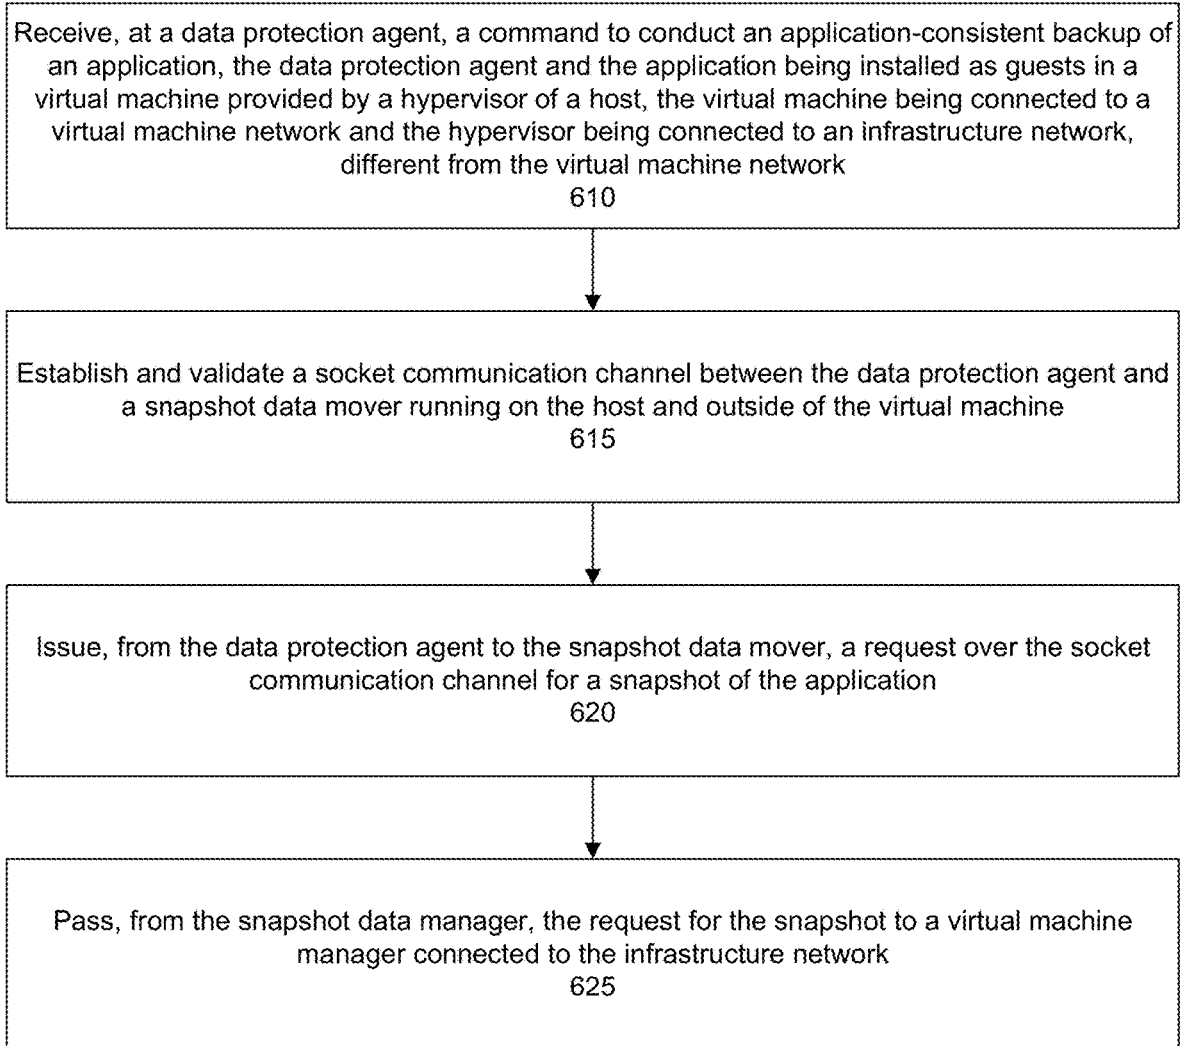 Receive, at a data protection agent, a command to conduct an application-consistent backup of
an application, the data protection agent and the application being installed as guests in a
virtual machine provided by a hypervisor of a host, the virtual machine being connected to a
virtual machine network and the hypervisor being connected to an infrastructure network,
different from the virtual machine network
610
Establish and validate a socket communication channel between the data protection agent and
a snapshot data mover running on the host and outside of the virtual machine
615
Issue, from the data protection agent to the snapshot data mover, a request over the socket
communication channel for a snapshot of the application
620
Pass, from the snapshot data manager, the request for the snapshot to a virtual machine
manager connected to the infrastructure network
625